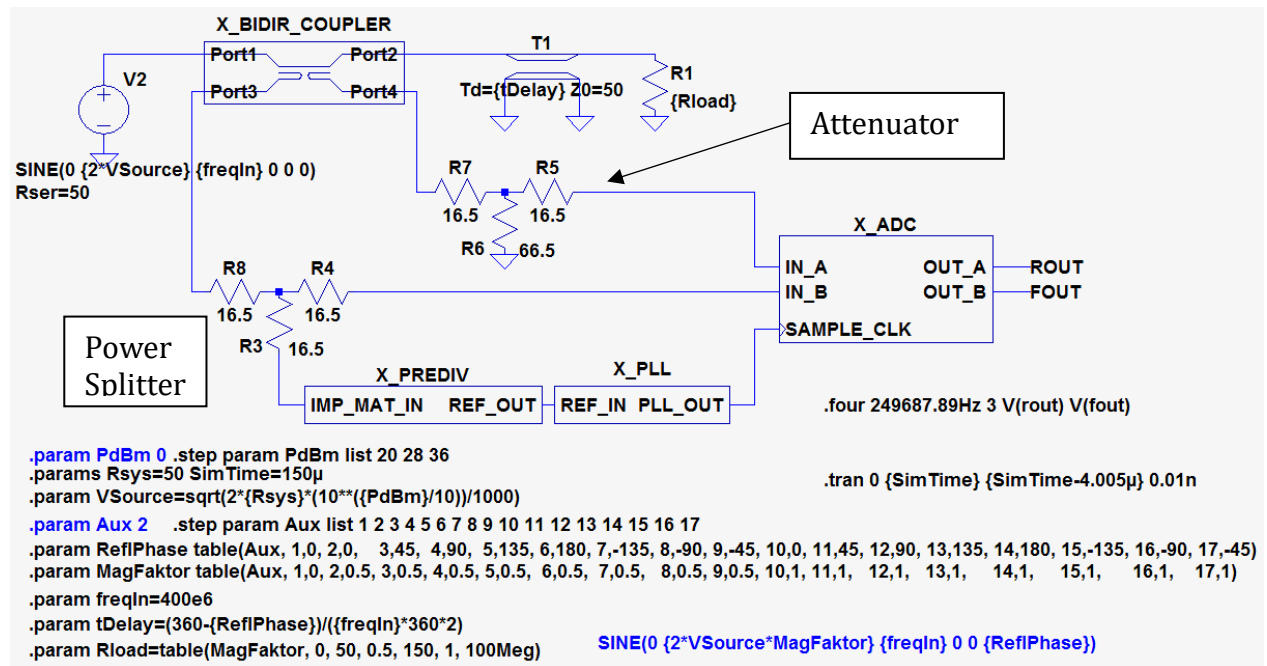 X_BIDIR_COUPLER
Port1 Port2
Port3 Port4
V2
SINE(0 {2*VSource} {freqIn} 0 0 0)
Rser=50
T1
Td={tDelay} Z0=50
R1
{Rload}
Attenuator
R7 R5
16.5 16.5
R6 66.5
X_ADC
IN_A OUT_A ROUT
IN_B OUT_B FOUT
SAMPLE_CLK
R8 R4
16.5 16.5
R3 16.5
Power
Splitter
X_PREDIV
IMP_MAT_IN REF_OUT
X_PLL
REF_IN PLL_OUT
.four 249687.89Hz 3 V(rout) V(fout)
.param PdBm 0 .step param PdBm list 20 28 36
.params Rsys=50 SimTime=150µ
.tran 0 {SimTime} {SimTime-4.005µ} 0.01n
.param VSource=sqrt(2*{Rsys}*(10**({PdBm}/10))/1000)
.param Aux 2 .step param Aux list 1 2 3 4 5 6 7 8 9 10 11 12 13 14 15 16 17
.param ReflPhase table(Aux, 1,0, 2,0, 3,45, 4,90, 5,135, 6,180, 7,-135, 8,-90, 9,-45, 10,0, 11,45, 12,90, 13,135, 14,180, 15,-135, 16,-90, 17,-45)
.param MagFaktor table(Aux, 1,0, 2,0.5, 3,0.5, 4,0.5, 5,0.5, 6,0.5, 7,0.5, 8,0.5, 9,0.5, 10,1, 11,1, 12,1, 13,1, 14,1, 15,1, 16,1, 17,1)
.param freqIn=400e6
.param tDelay=(360-{ReflPhase})/({freqIn}*360*2)
.param Rload=table(MagFaktor, 0, 50, 0.5, 150, 1, 100Meg)
SINE(0 {2*VSource*MagFaktor} {freqIn} 0 0 {ReflPhase})